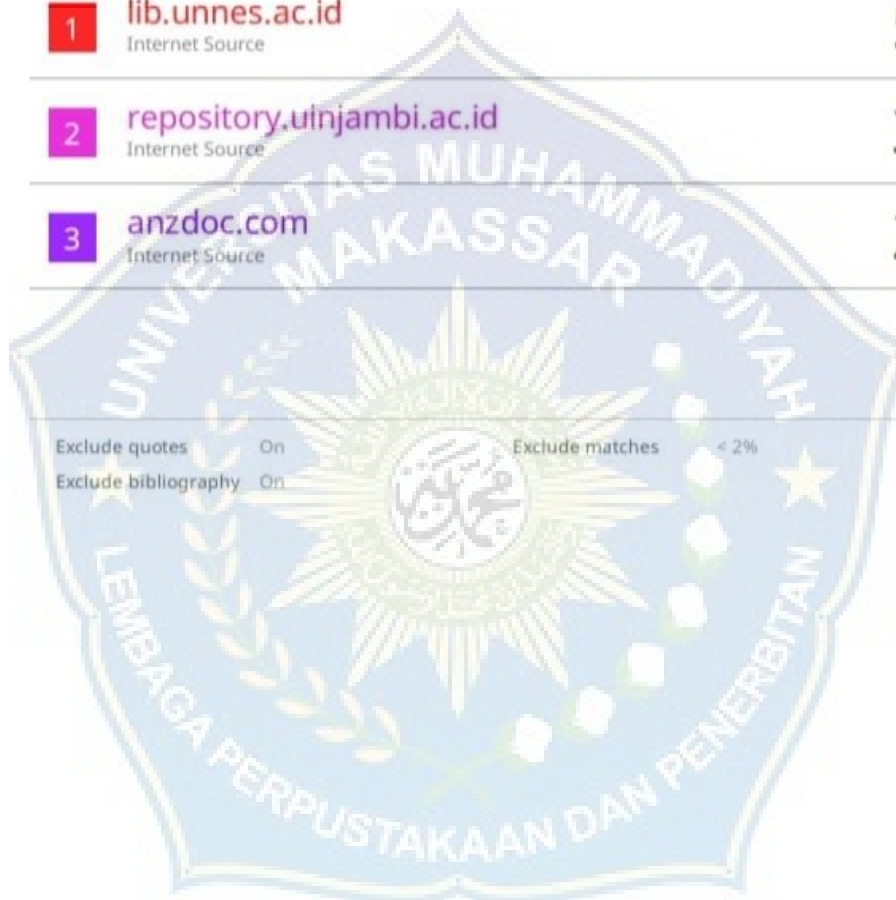 1 lib.unnes.ac.id
Internet Source
2 repository.uinjambi.ac.id
Internet Source
3 anzdoc.com
Internet Source
UNIVERSITAS MUHAMMADIYAH
MAKASSAR
Exclude quotes On Exclude matches < 2%
Exclude bibliography On
LEMBAGA PERPUSTAKAAN DAN PENERBITAN